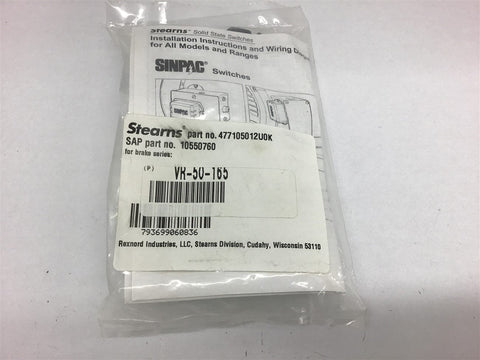 Stearns® Solid State Switches
Installation Instructions and Wiring
for All Models and Ranges
SINPAC® Switches
Stearns® part no. 477105012U0K
SAP part no. 10550760
for brake series:
(P) VR-50-165
793699060836
Rexnord Industries, LLC, Stearns Division, Cudahy, Wisconsin 53110